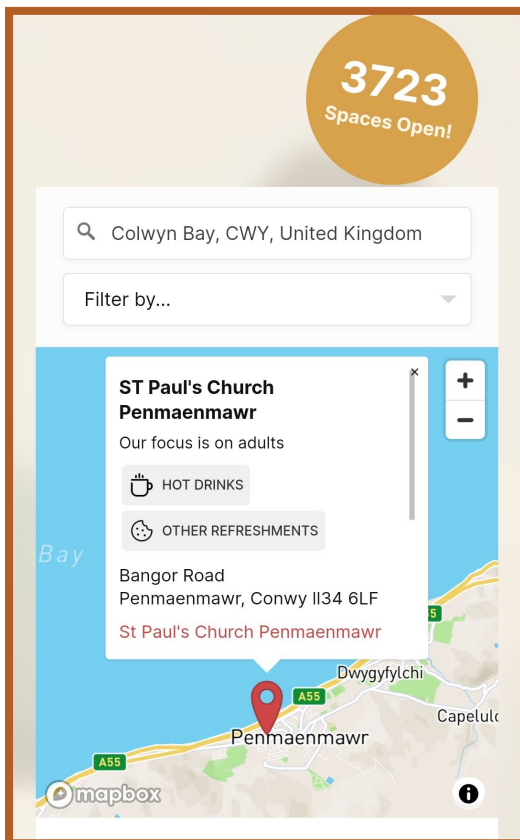 3723
Spaces Open!
Colwyn Bay, CWY, United Kingdom
Filter by...
ST Paul's Church
Penmaenmawr
Our focus is on adults
HOT DRINKS
OTHER REFRESHMENTS
Bangor Road
Penmaenmawr, Conwy ll34 6LF
St Paul's Church Penmaenmawr
×
+
−
Bay
5
Dwygyfylchi
A55
Capelulo
Penmaenmawr
A55
mapbox
i